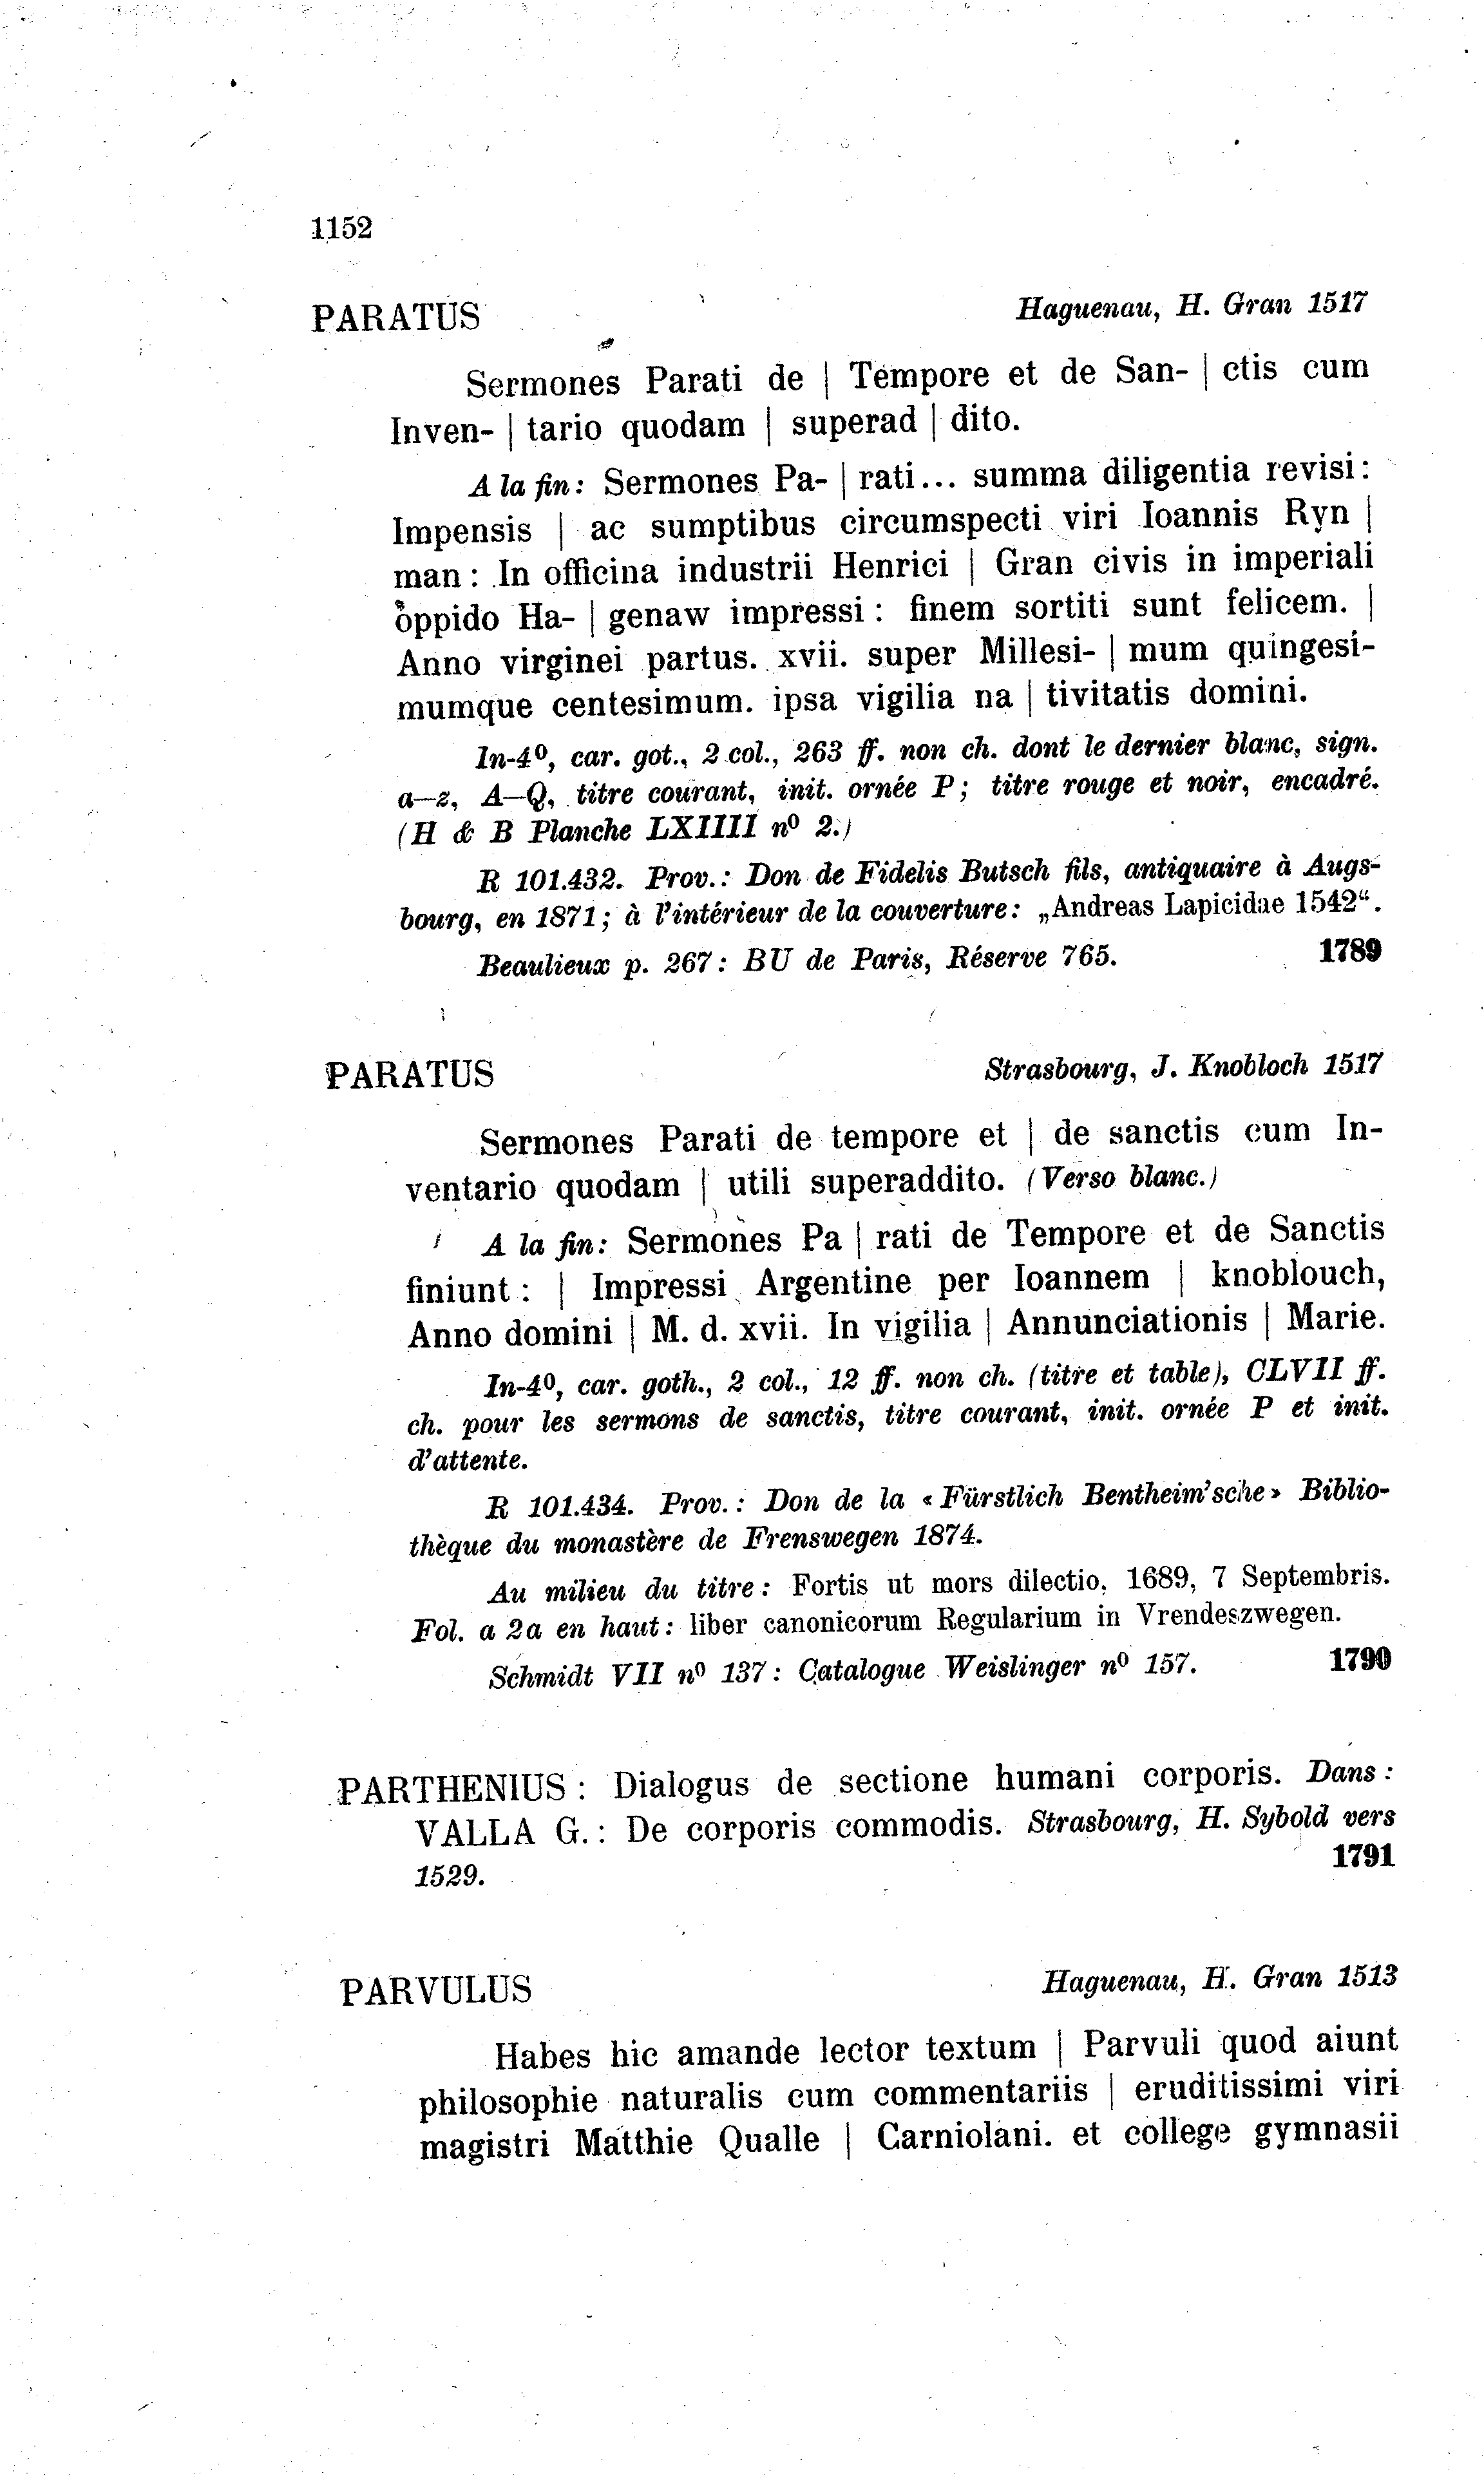 1152
PARATUS Haguenau, H. Gran 1517
Sermones Parati de | Tempore et de San- | ctis cum
Inven- | tario quodam | superad | dito.
A la fin: Sermones Pa- | rati... summa diligentia revisi:
Impensis | ac sumptibus circumspecti viri Ioannis Ryn |
man: In officina industrii Henrici | Gran civis in imperiali
oppido Ha- | genaw impressi: finem sortiti sunt felicem. |
Anno virginei partus. xvii. super Millesi- | mum quingesi-
mumque centesimum. ipsa vigilia na | tivitatis domini.
In-4º, car. got., 2 col., 263 ff. non ch. dont le dernier blanc, sign.
a—z, A—Q, titre courant, init. ornée P; titre rouge et noir, encadré.
(H & B Planche LXIIII nº 2.)
R 101.432. Prov.: Don de Fidelis Butsch fils, antiquaire à Augs-
bourg, en 1871; à l'intérieur de la couverture: „Andreas Lapicidae 1542“.
Beaulieux p. 267: BU de Paris, Réserve 765. 1789
PARATUS Strasbourg, J. Knobloch 1517
Sermones Parati de tempore et | de sanctis cum In-
ventario quodam | utili superaddito. (Verso blanc.)
A la fin: Sermones Pa | rati de Tempore et de Sanctis
finiunt: | Impressi Argentine per Ioannem | knoblouch,
Anno domini | M. d. xvii. In vigilia | Annunciationis | Marie.
In-4º, car. goth., 2 col., 12 ff. non ch. (titre et table), CLVII ff.
ch. pour les sermons de sanctis, titre courant, init. ornée P et init.
d'attente.
R 101.434. Prov.: Don de la «Fürstlich Bentheim'sche» Biblio-
thèque du monastère de Frenswegen 1874.
Au milieu du titre: Fortis ut mors dilectio, 1689, 7 Septembris.
Fol. a 2a en haut: liber canonicorum Regularium in Vrendeszwegen.
Schmidt VII nº 137: Catalogue Weislinger nº 157. 1790
PARTHENIUS: Dialogus de sectione humani corporis. Dans:
VALLA G.: De corporis commodis. Strasbourg, H. Sybold vers
1529. 1791
PARVULUS Haguenau, H. Gran 1513
Habes hic amande lector textum | Parvuli quod aiunt
philosophie naturalis cum commentariis | eruditissimi viri
magistri Matthie Qualle | Carniolani. et college gymnasii